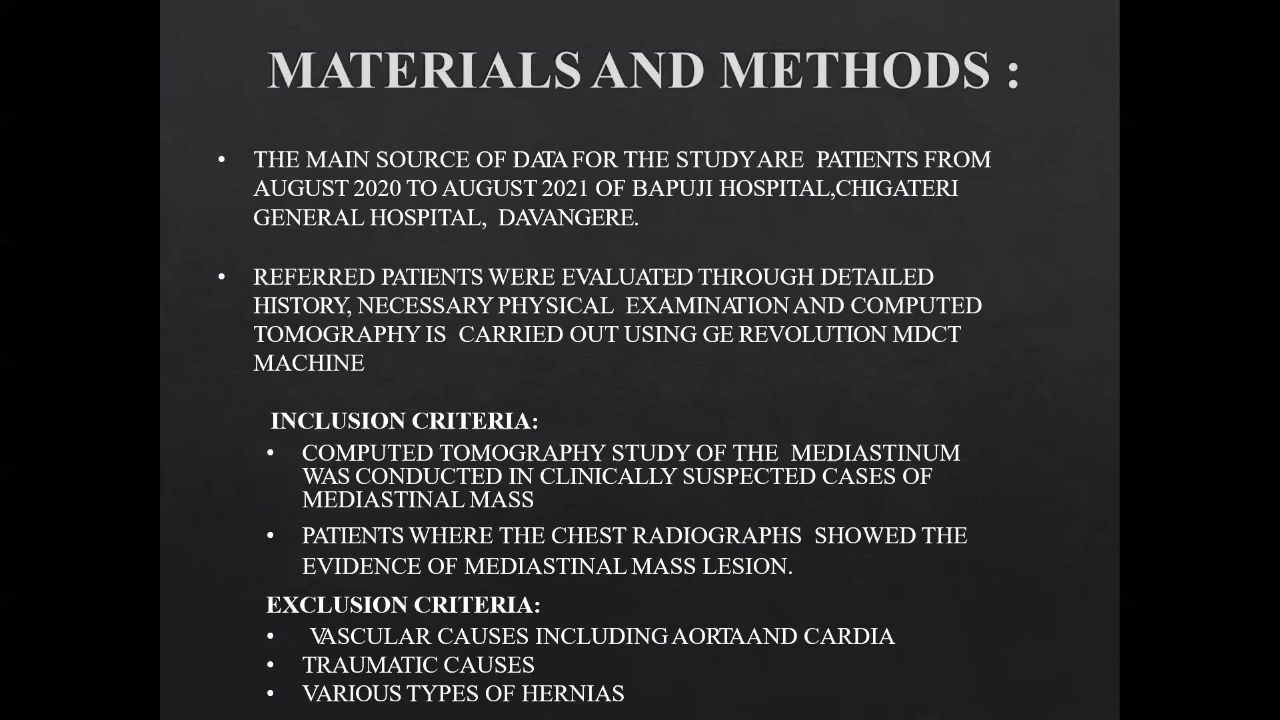 MATERIALS AND METHODS :
• THE MAIN SOURCE OF DATA FOR THE STUDY ARE PATIENTS FROM
AUGUST 2020 TO AUGUST 2021 OF BAPUJI HOSPITAL,CHIGATERI
GENERAL HOSPITAL, DAVANGERE.
• REFERRED PATIENTS WERE EVALUATED THROUGH DETAILED
HISTORY, NECESSARY PHYSICAL EXAMINATION AND COMPUTED
TOMOGRAPHY IS CARRIED OUT USING GE REVOLUTION MDCT
MACHINE
INCLUSION CRITERIA:
• COMPUTED TOMOGRAPHY STUDY OF THE MEDIASTINUM
WAS CONDUCTED IN CLINICALLY SUSPECTED CASES OF
MEDIASTINAL MASS
• PATIENTS WHERE THE CHEST RADIOGRAPHS SHOWED THE
EVIDENCE OF MEDIASTINAL MASS LESION.
EXCLUSION CRITERIA:
• VASCULAR CAUSES INCLUDING AORTA AND CARDIA
• TRAUMATIC CAUSES
• VARIOUS TYPES OF HERNIAS